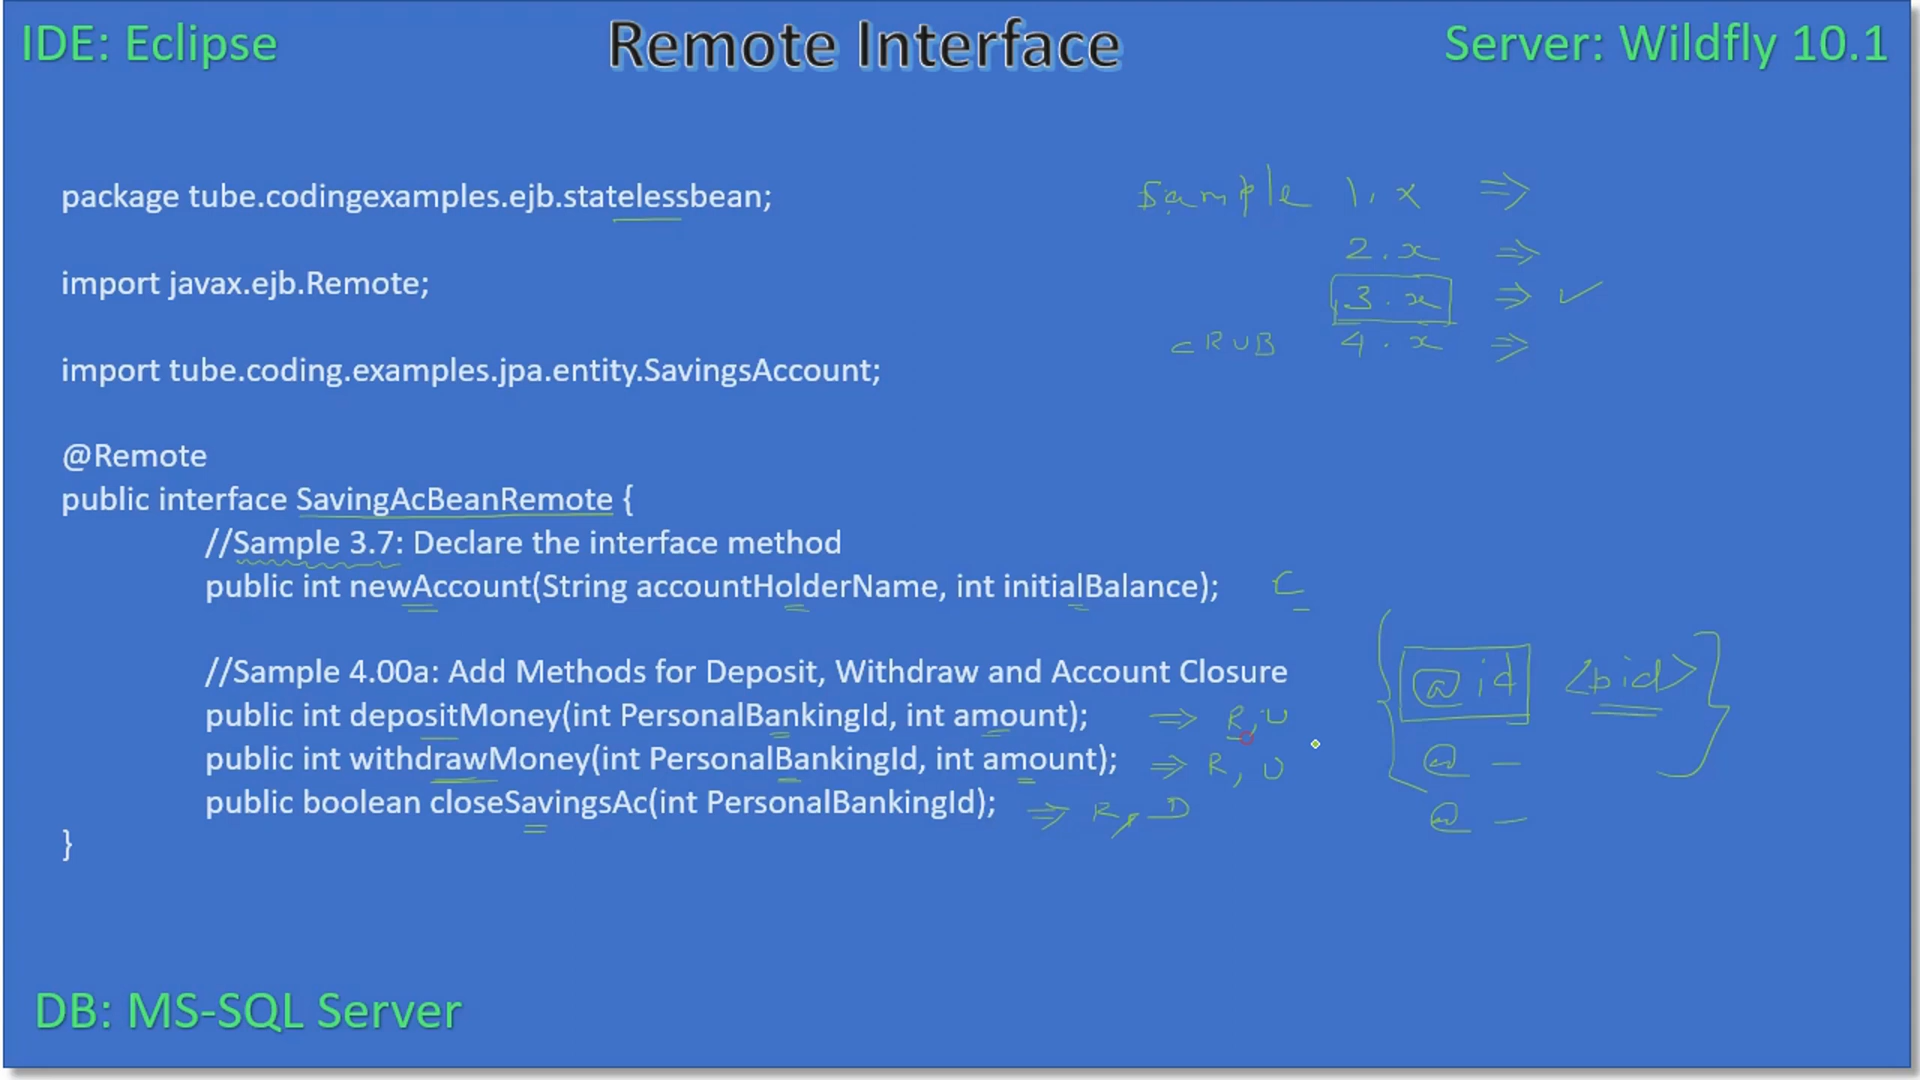 IDE: Eclipse
Remote Interface
Server: Wildfly 10.1
package tube.codingexamples.ejb.statelessbean;
Sample 1.x ⇒
2.x ⇒
import javax.ejb.Remote;
3.x ⇒ ✓
CRUB 4.x ⇒
import tube.coding.examples.jpa.entity.SavingsAccount;
@Remote
public interface SavingAcBeanRemote {
//Sample 3.7: Declare the interface method
public int newAccount(String accountHolderName, int initialBalance); C
//Sample 4.00a: Add Methods for Deposit, Withdraw and Account Closure
@id <bid>
public int depositMoney(int PersonalBankingId, int amount); ⇒ R,U
public int withdrawMoney(int PersonalBankingId, int amount); ⇒ R, U
@ –
public boolean closeSavingsAc(int PersonalBankingId); ⇒ R, D
@ –
}
DB: MS-SQL Server